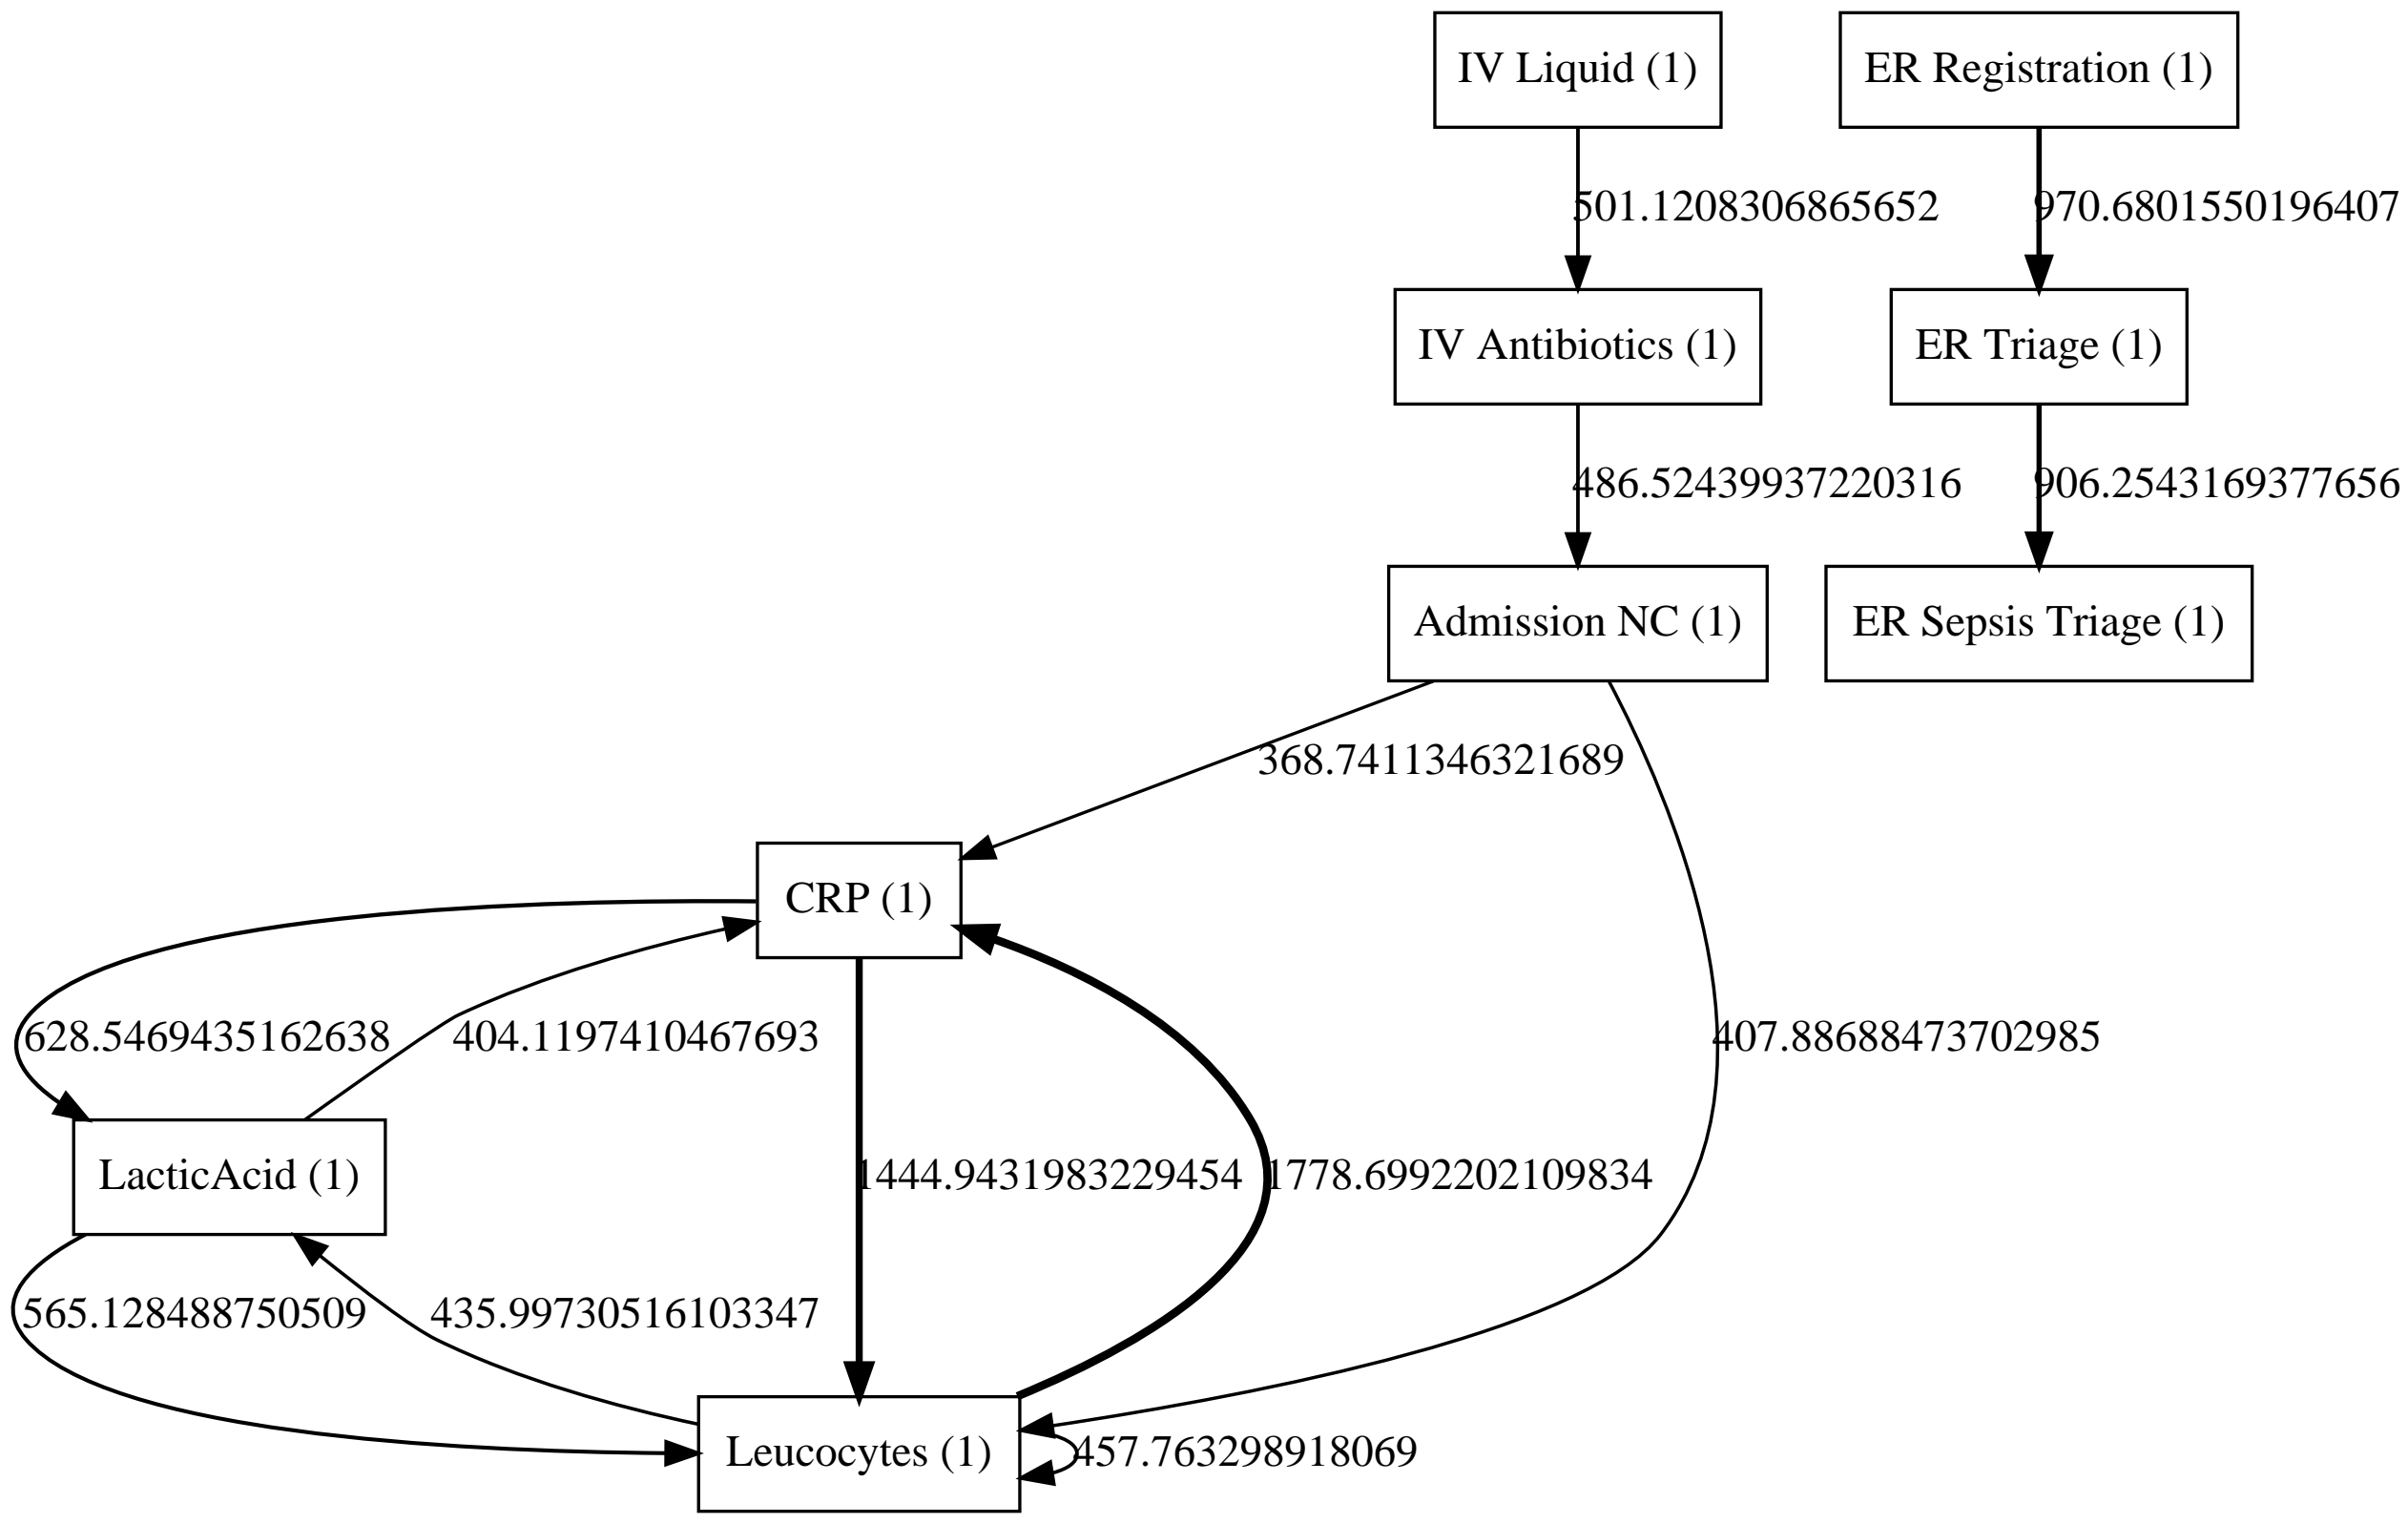 IV Liquid (1)
ER Registration (1)
501.1208306865652
970.6801550196407
IV Antibiotics (1)
ER Triage (1)
486.52439937220316
906.2543169377656
Admission NC (1)
ER Sepsis Triage (1)
368.7411346321689
CRP (1)
628.5469435162638
404.1197410467693
407.88688473702985
LacticAcid (1)
1444.9431983229454
1778.6992202109834
565.128488750509
435.99730516103347
Leucocytes (1)
457.763298918069